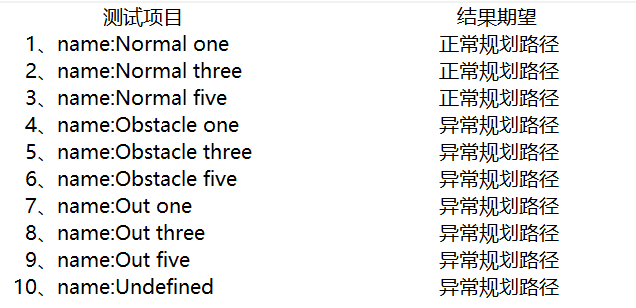 测试项目 结果期望
1、name:Normal one 正常规划路径
2、name:Normal three 正常规划路径
3、name:Normal five 正常规划路径
4、name:Obstacle one 异常规划路径
5、name:Obstacle three 异常规划路径
6、name:Obstacle five 异常规划路径
7、name:Out one 异常规划路径
8、name:Out three 异常规划路径
9、name:Out five 异常规划路径
10、name:Undefined 异常规划路径